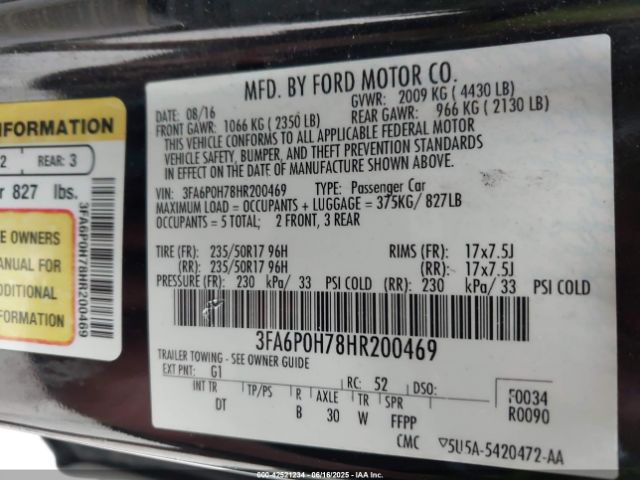 INFORMATION
2 REAR: 3
or 827 lbs.
OWNERS
MANUAL FOR
ADDITIONAL
INFORMATION
3FA6P0H78HR200469
MFD. BY FORD MOTOR CO.
DATE: 08/16 GVWR: 2009 KG ( 4430 LB)
FRONT GAWR: 1066 KG ( 2350 LB) REAR GAWR: 966 KG ( 2130 LB)
THIS VEHICLE CONFORMS TO ALL APPLICABLE FEDERAL MOTOR
VEHICLE SAFETY, BUMPER, AND THEFT PREVENTION STANDARDS
IN EFFECT ON THE DATE OF MANUFACTURE SHOWN ABOVE.
VIN: 3FA6P0H78HR200469 TYPE: Passenger Car
MAXIMUM LOAD = OCCUPANTS + LUGGAGE = 375KG/ 827LB
OCCUPANTS = 5 TOTAL; 2 FRONT, 3 REAR
TIRE (FR): 235/50R17 96H RIMS (FR): 17x7.5J
(RR): 235/50R17 96H (RR): 17x7.5J
PRESSURE (FR): 230 kPa/ 33 PSI COLD (RR): 230 kPa/ 33 PSI COLD
3FA6P0H78HR200469
TRAILER TOWING - SEE OWNER GUIDE
EXT PNT: G1 RC: 52 DSO:
INT TR TP/PS R AXLE TR SPR F0034
DT B 30 W FFPP R0090
CMC ▽5U5A-5420472-AA
000-42521234 06/16/2025 IAAI.COM